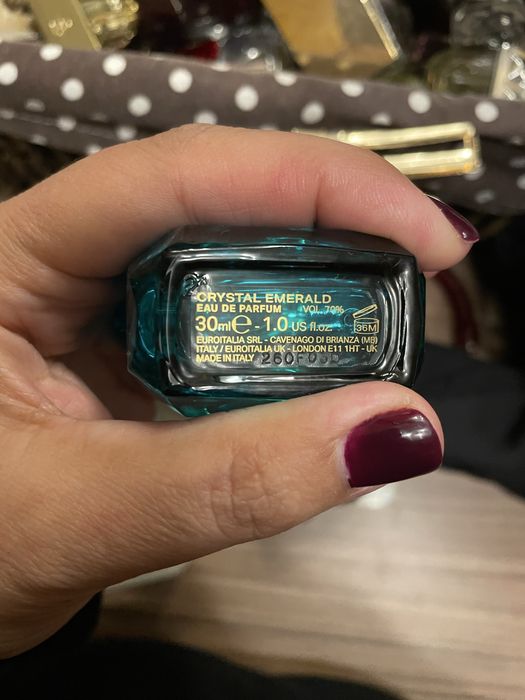 CRYSTAL EMERALD
EAU DE PARFUM VOL. 79%
30ml℮ - 1.0 US fl.oz. 36M
EUROITALIA SRL - CAVENAGO DI BRIANZA (MB)
ITALY / EUROITALIA UK - LONDON E11 1HT - UK
MADE IN ITALY